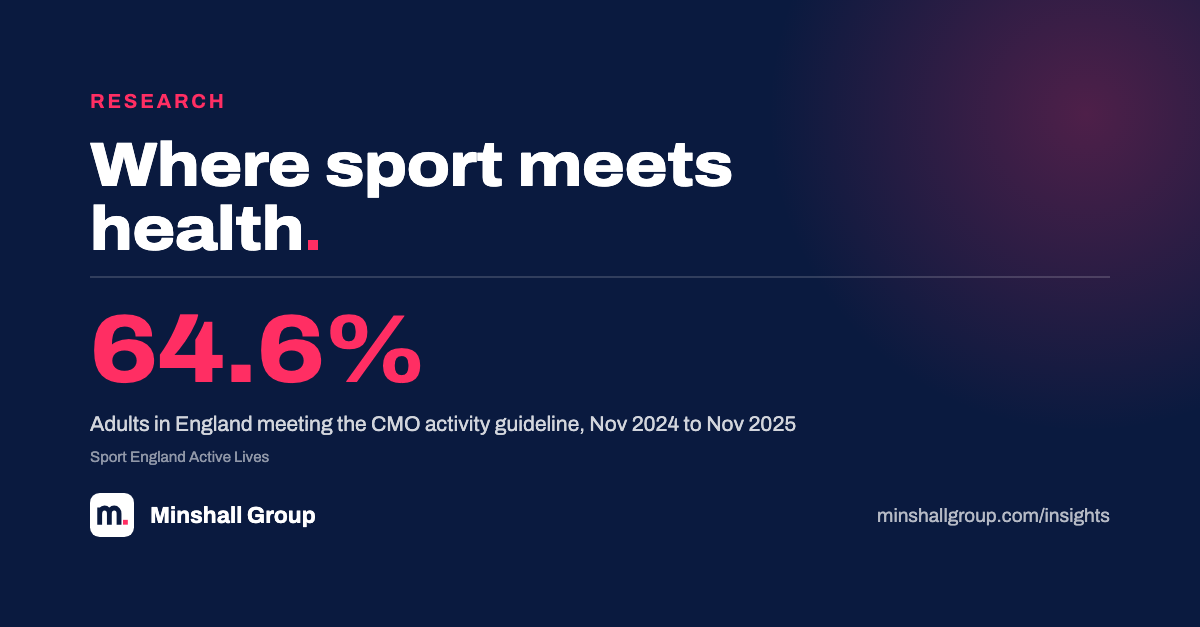 RESEARCH
Where sport meets
health.
64.6%
Adults in England meeting the CMO activity guideline, Nov 2024 to Nov 2025
Sport England Active Lives
m. Minshall Group
minshallgroup.com/insights